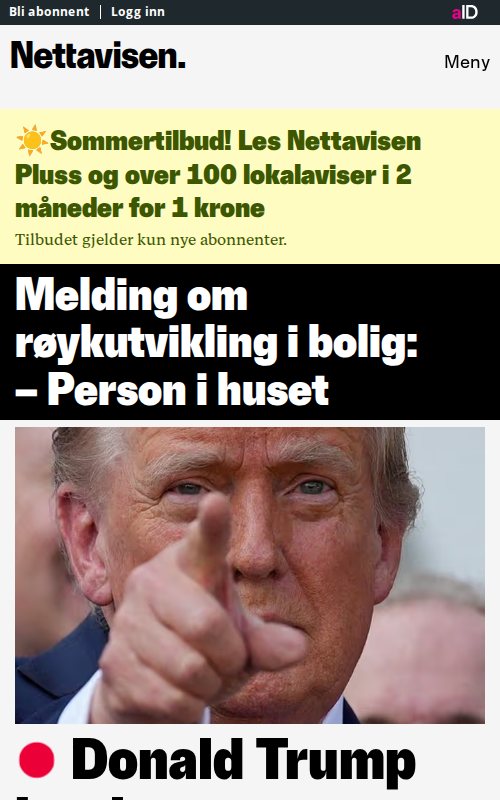 Bli abonnent | Logg inn
aID
Nettavisen.
Meny
Sommertilbud! Les Nettavisen
Pluss og over 100 lokalaviser i 2
måneder for 1 krone
Tilbudet gjelder kun nye abonnenter.
Melding om
røykutvikling i bolig:
– Person i huset
Donald Trump